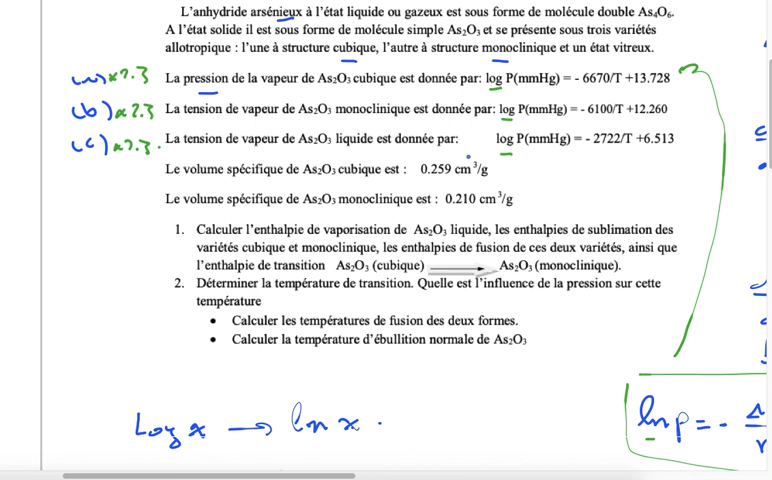 L'anhydride arsénieux à l'état liquide ou gazeux est sous forme de molécule double As₄O₆.
A l'état solide il est sous forme de molécule simple As₂O₃ et se présente sous trois variétés
allotropique : l'une à structure cubique, l'autre à structure monoclinique et un état vitreux.
(a) x2.3 La pression de la vapeur de As₂O₃ cubique est donnée par: log P(mmHg) = - 6670/T +13.728
(b) x2.3 La tension de vapeur de As₂O₃ monoclinique est donnée par: log P(mmHg) = - 6100/T +12.260
(c) x2.3. La tension de vapeur de As₂O₃ liquide est donnée par: log P(mmHg) = - 2722/T +6.513
Le volume spécifique de As₂O₃ cubique est : 0.259 cm³/g
Le volume spécifique de As₂O₃ monoclinique est : 0.210 cm³/g
1. Calculer l'enthalpie de vaporisation de As₂O₃ liquide, les enthalpies de sublimation des
variétés cubique et monoclinique, les enthalpies de fusion de ces deux variétés, ainsi que
l'enthalpie de transition As₂O₃ (cubique) ⟶ As₂O₃ (monoclinique).
2. Déterminer la température de transition. Quelle est l'influence de la pression sur cette
température
• Calculer les températures de fusion des deux formes.
• Calculer la température d'ébullition normale de As₂O₃
Log x → ln x .
ln p = -